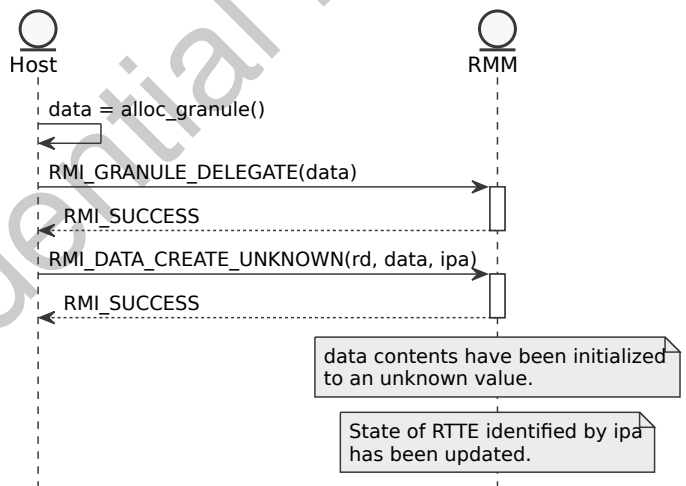 Host
RMM
data = alloc_granule()
RMI_GRANULE_DELEGATE(data)
RMI_SUCCESS
RMI_DATA_CREATE_UNKNOWN(rd, data, ipa)
RMI_SUCCESS
data contents have been initialized
to an unknown value.
State of RTTE identified by ipa
has been updated.